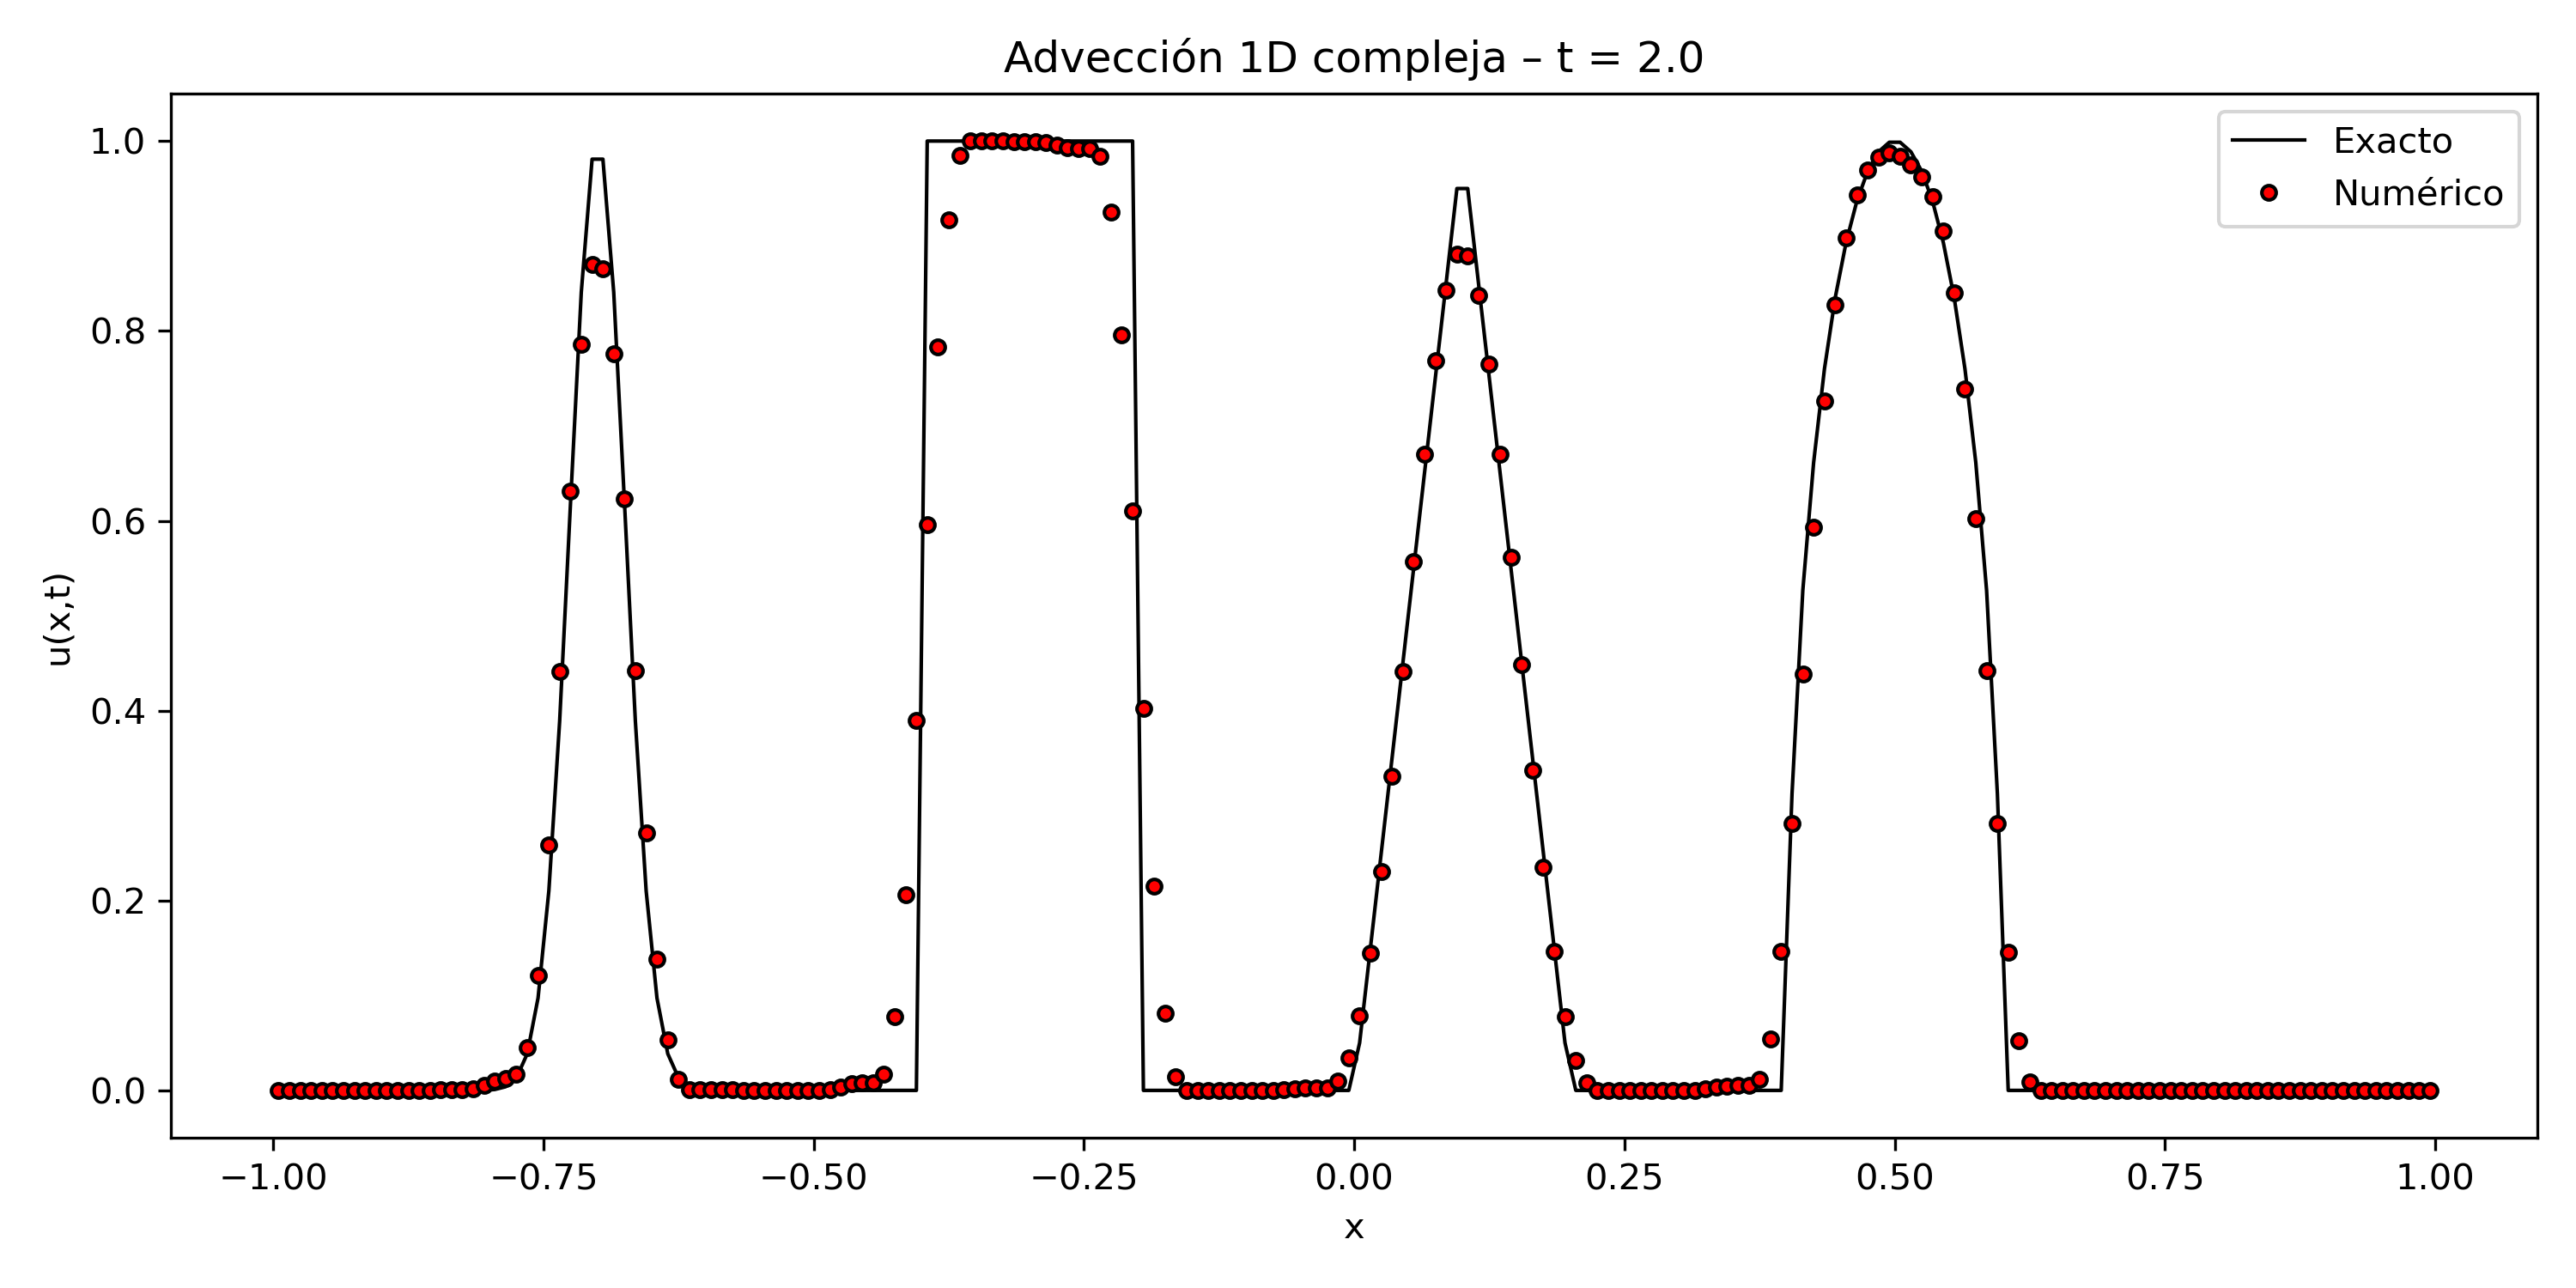 Advección 1D compleja – t = 2.0
Exacto
Numérico
1.0
0.8
0.6
0.4
0.2
0.0
u(x,t)
−1.00 −0.75 −0.50 −0.25 0.00 0.25 0.50 0.75 1.00
x